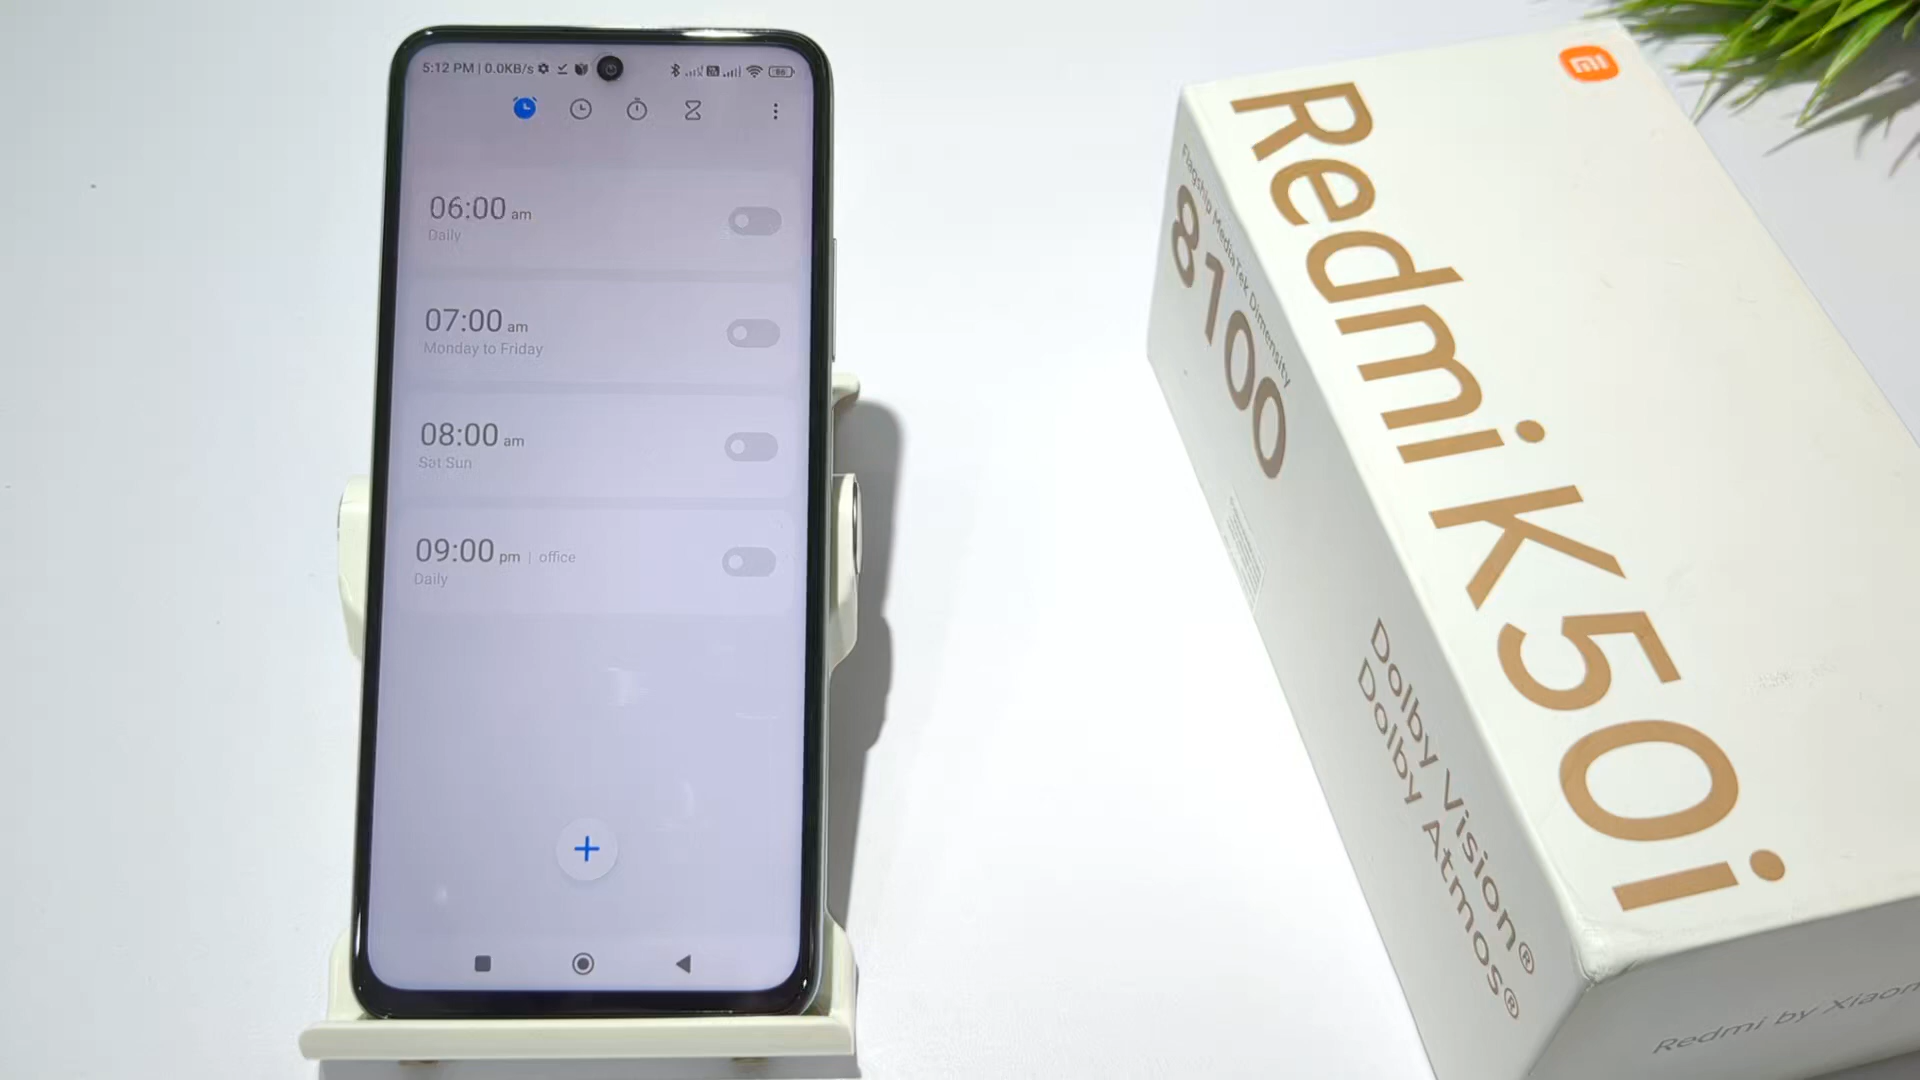 5:12 PM | 0.0KB/s
86
06:00 am
Daily
07:00 am
Monday to Friday
08:00 am
Sat Sun
09:00 pm | office
Daily
mi
Redmi K50i
Flagship MediaTek Dimensity
8100
Dolby Vision®
Dolby Atmos®
Redmi by Xiaom